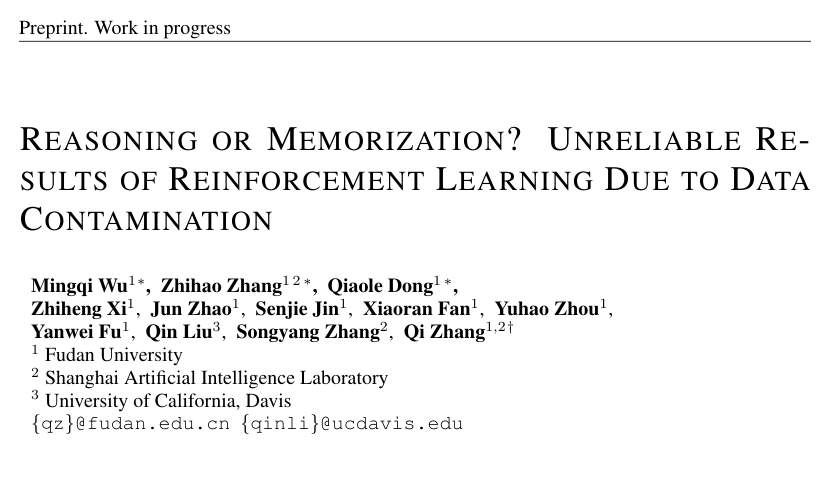 Preprint. Work in progress
REASONING OR MEMORIZATION? UNRELIABLE RE-
SULTS OF REINFORCEMENT LEARNING DUE TO DATA
CONTAMINATION
Mingqi Wu¹*, Zhihao Zhang¹ ²*, Qiaole Dong¹*,
Zhiheng Xi¹, Jun Zhao¹, Senjie Jin¹, Xiaoran Fan¹, Yuhao Zhou¹,
Yanwei Fu¹, Qin Liu³, Songyang Zhang², Qi Zhang¹,²†
¹ Fudan University
² Shanghai Artificial Intelligence Laboratory
³ University of California, Davis
{qz}@fudan.edu.cn {qinli}@ucdavis.edu